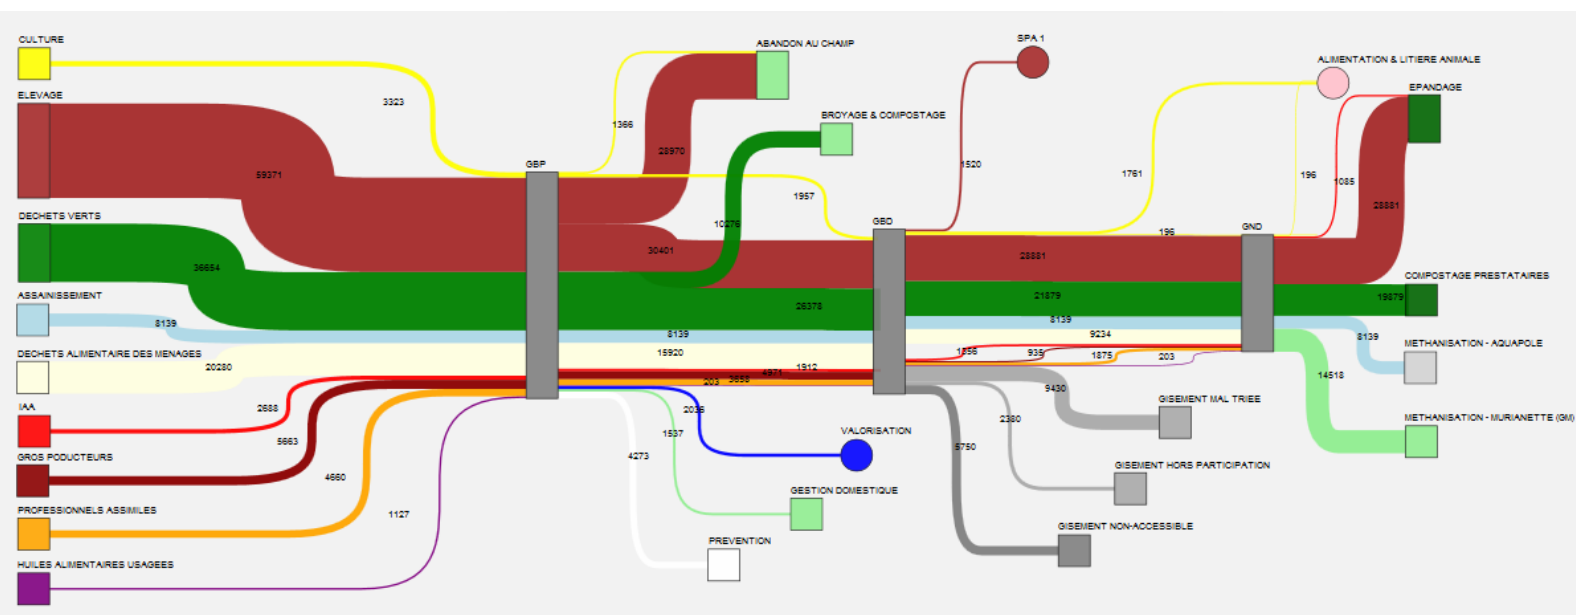 CULTURE
3323
ELEVAGE
59371
DECHETS VERTS
36654
ASSAINISSEMENT
8139
DECHETS ALIMENTAIRE DES MENAGES
20280
IAA
2688
GROS PODUCTEURS
5663
PROFESSIONNELS ASSIMILES
4660
HUILES ALIMENTAIRES USAGEES
1127
GBP
ABANDON AU CHAMP
1366
28970
BROYAGE & COMPOSTAGE
10276
1957
30401
26378
8139
15920
1912
4971
3658
203
2036
VALORISATION
1537
GESTION DOMESTIQUE
4273
PREVENTION
GBD
SPA 1
1520
1761
196
28881
21879
8139
9234
1356
935
1875
203
9430
GISEMENT MAL TRIEE
2380
GISEMENT HORS PARTICIPATION
5750
GISEMENT NON-ACCESSIBLE
GND
ALIMENTATION & LITIERE ANIMALE
196
1085
EPANDAGE
28881
COMPOSTAGE PRESTATAIRES
19879
8139
METHANISATION - AQUAPOLE
14518
METHANISATION - MURIANETTE (GM)